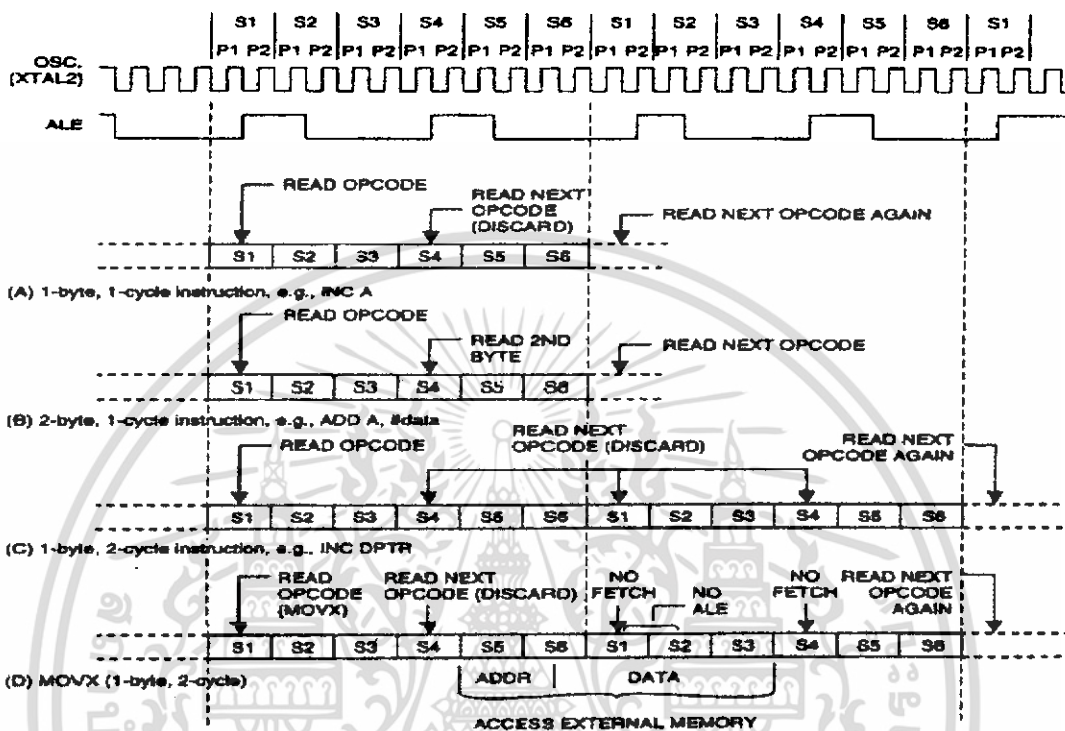 S1 S2 S3 S4 S5 S6 S1 S2 S3 S4 S5 S6 S1
P1 P2 P1 P2 P1 P2 P1 P2 P1 P2 P1 P2 P1 P2 P1 P2 P1 P2 P1 P2 P1 P2 P1 P2 P1 P2
OSC.
(XTAL2)
ALE
READ OPCODE
READ NEXT
OPCODE
(DISCARD)
READ NEXT OPCODE AGAIN
S1 S2 S3 S4 S5 S6
(A) 1-byte, 1-cycle instruction, e.g., INC A
READ OPCODE
READ 2ND
BYTE
READ NEXT OPCODE
S1 S2 S3 S4 S5 S6
(B) 2-byte, 1-cycle instruction, e.g., ADD A, #data
READ OPCODE
READ NEXT
OPCODE (DISCARD)
READ NEXT
OPCODE AGAIN
S1 S2 S3 S4 S5 S6 S1 S2 S3 S4 S5 S6
(C) 1-byte, 2-cycle instruction, e.g., INC DPTR
READ
OPCODE
(MOVX)
READ NEXT
OPCODE (DISCARD)
NO
FETCH
NO
ALE
NO
FETCH
READ NEXT
OPCODE
AGAIN
S1 S2 S3 S4 S5 S6 S1 S2 S3 S4 S5 S6
(D) MOVX (1-byte, 2-cycle)
ADDR DATA
ACCESS EXTERNAL MEMORY